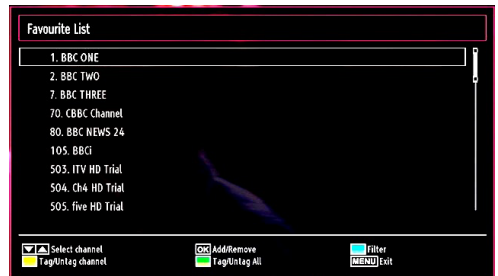 Favourite List
1. BBC ONE
2. BBC TWO
7. BBC THREE
70. CBBC Channel
80. BBC NEWS 24
105. BBCi
503. ITV HD Trial
504. Ch4 HD Trial
505. five HD Trial
Select channel OK Add/Remove Filter
Tag/Untag channel Tag/Untag All MENU Exit